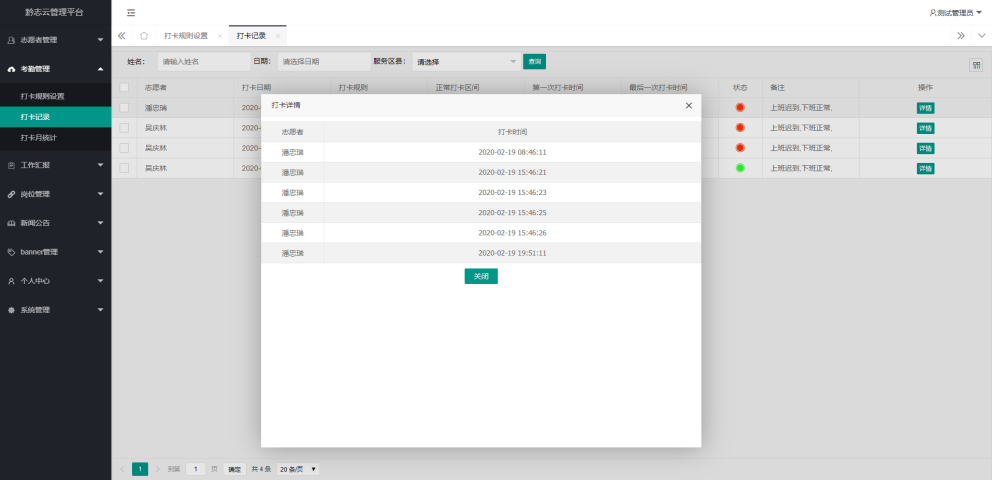 黔志云管理平台
测试管理员
志愿者管理
考勤管理
打卡规则设置
打卡记录
打卡月统计
工作汇报
岗位管理
新闻公告
banner管理
个人中心
系统管理
打卡规则设置 × 打卡记录 ×
姓名： 请输入姓名 日期： 请选择日期 服务区县： 请选择 查询
志愿者 打卡日期 打卡规则 正常打卡区间 第一次打卡时间 最后一次打卡时间 状态 备注 操作
潘忠瑞 2020- 上班迟到,下班正常, 详情
吴庆林 2020- 上班迟到,下班正常, 详情
吴庆林 2020- 上班迟到,下班正常, 详情
吴庆林 2020- 上班迟到,下班正常, 详情
打卡详情
志愿者 打卡时间
潘忠瑞 2020-02-19 08:46:11
潘忠瑞 2020-02-19 15:46:21
潘忠瑞 2020-02-19 15:46:23
潘忠瑞 2020-02-19 15:46:25
潘忠瑞 2020-02-19 15:46:26
潘忠瑞 2020-02-19 19:51:11
关闭
1 到第 1 页 确定 共 4 条 20 条/页